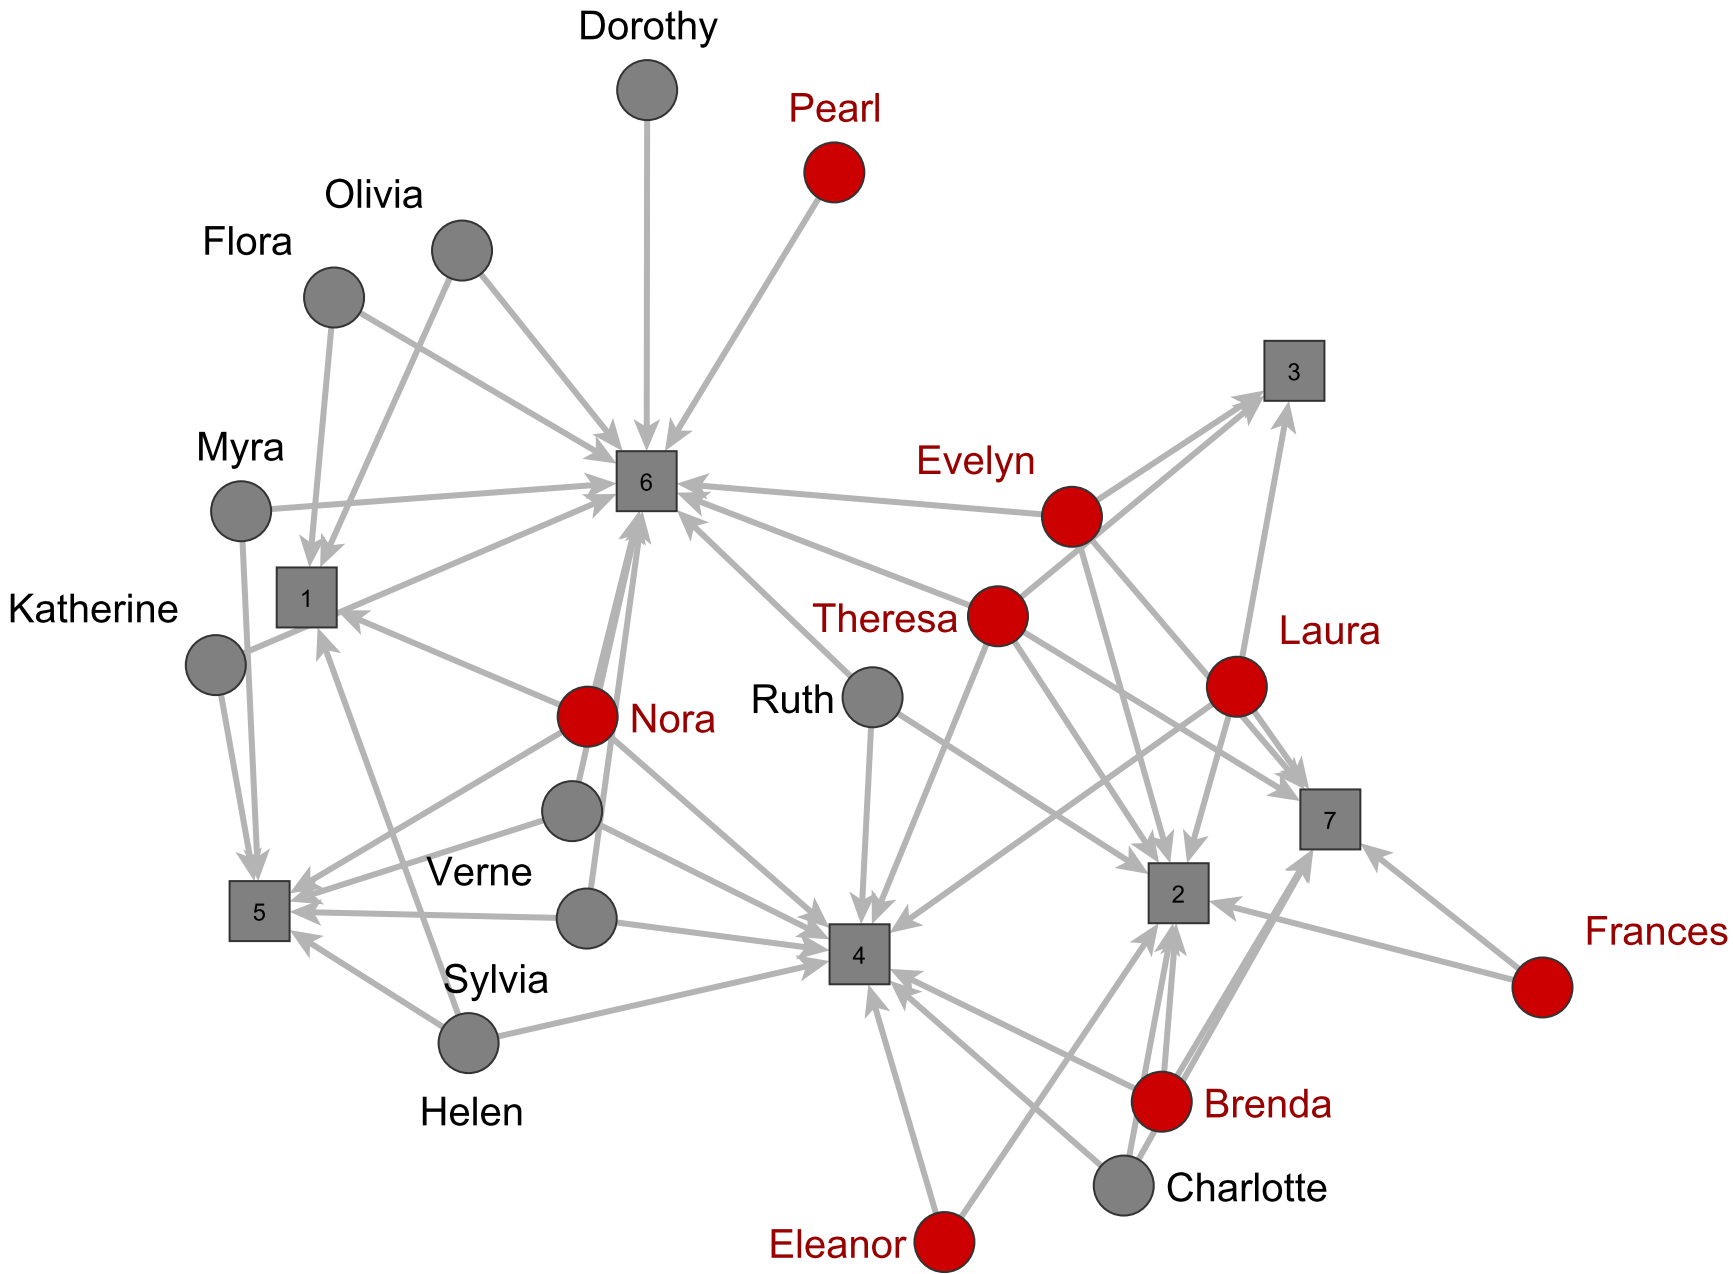 Dorothy
Pearl
Olivia
Flora
3
Myra
Evelyn
6
1
Katherine
Theresa
Laura
Ruth
Nora
7
Verne
2
5
Frances
4
Sylvia
Helen
Brenda
Charlotte
Eleanor